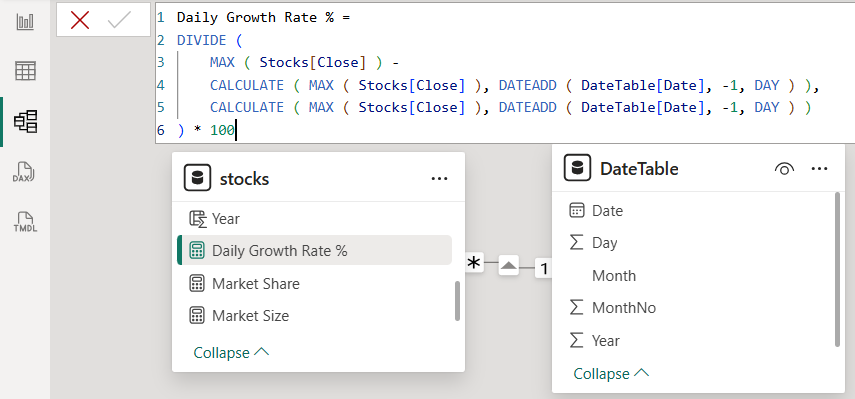 1 Daily Growth Rate % =
2 DIVIDE (
3 MAX ( Stocks[Close] ) -
4 CALCULATE ( MAX ( Stocks[Close] ), DATEADD ( DateTable[Date], -1, DAY ) ),
5 CALCULATE ( MAX ( Stocks[Close] ), DATEADD ( DateTable[Date], -1, DAY ) )
6 ) * 100
DAX
TMDL
stocks
Year
Daily Growth Rate %
Market Share
Market Size
Collapse
* 1
DateTable
Date
Day
Month
MonthNo
Year
Collapse